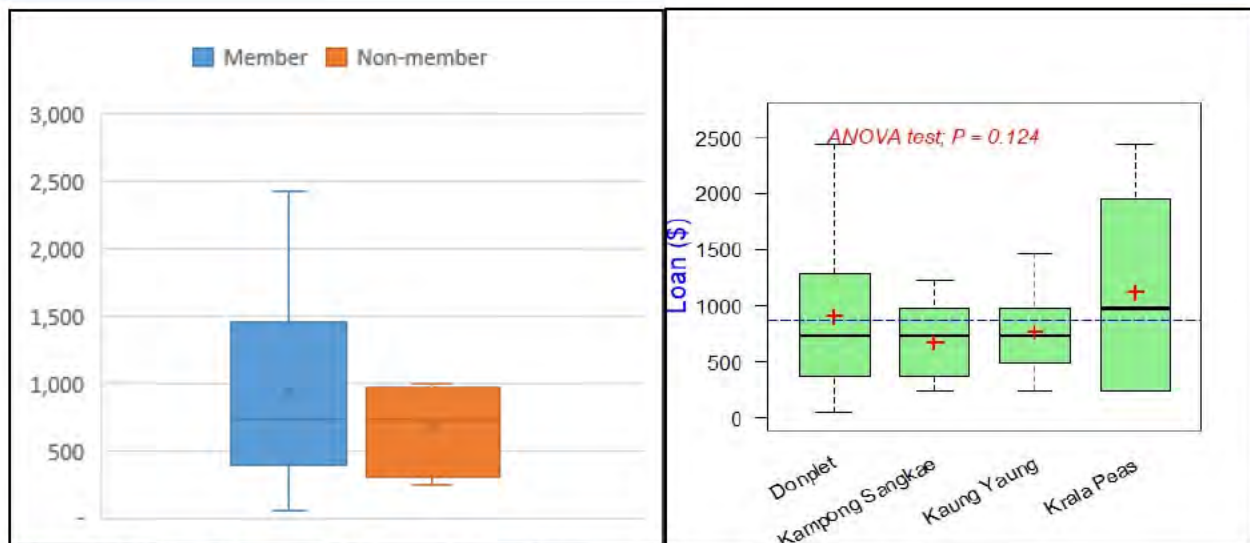 Member Non-member
3,000
2,500
2,000
1,500
1,000
500
-
ANOVA test; P = 0.124
Loan ($)
2500
2000
1500
1000
500
0
Donplet
Kampong Sangkae
Kaung Yaung
Krala Peas